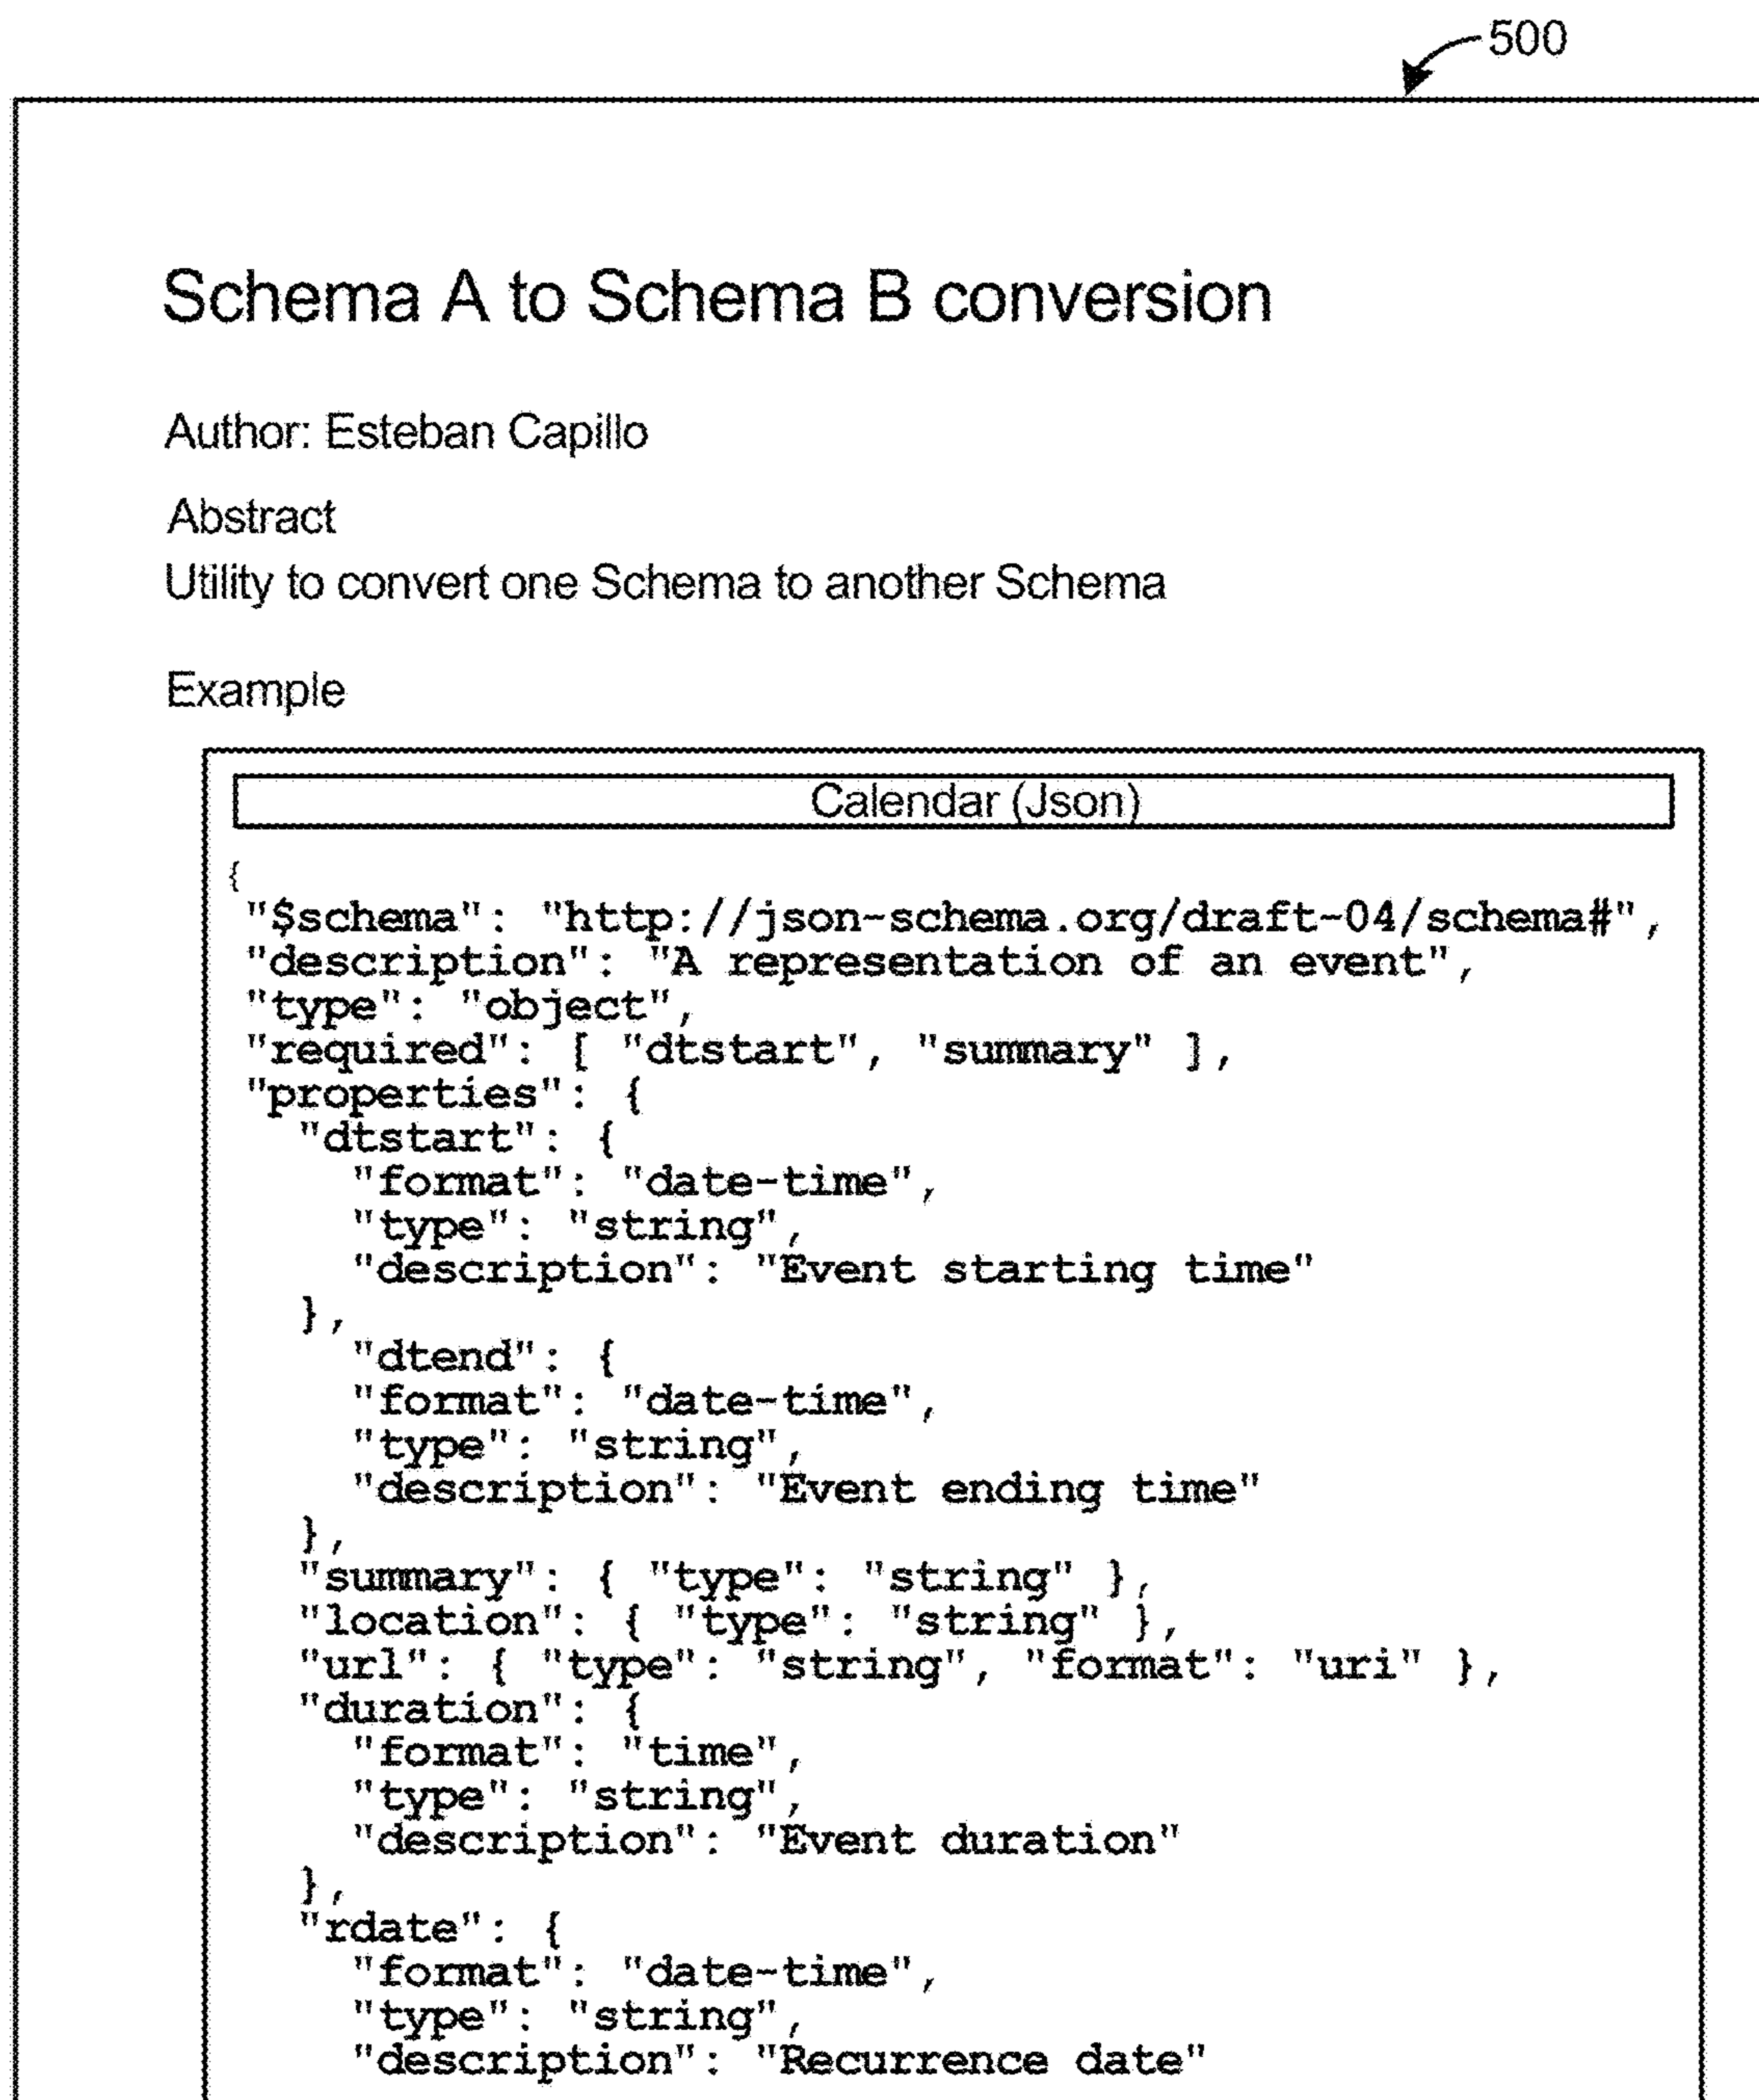 500
Schema A to Schema B conversion
Author: Esteban Capillo
Abstract
Utility to convert one Schema to another Schema
Example
Calendar (Json)
{
"$schema": "http://json-schema.org/draft-04/schema#",
"description": "A representation of an event",
"type": "object",
"required": [ "dtstart", "summary" ],
"properties": {
"dtstart": {
"format": "date-time",
"type": "string",
"description": "Event starting time"
},
"dtend": {
"format": "date-time",
"type": "string",
"description": "Event ending time"
},
"summary": { "type": "string" },
"location": { "type": "string" },
"url": { "type": "string", "format": "uri" },
"duration": {
"format": "time",
"type": "string",
"description": "Event duration"
},
"rdate": {
"format": "date-time",
"type": "string",
"description": "Recurrence date"